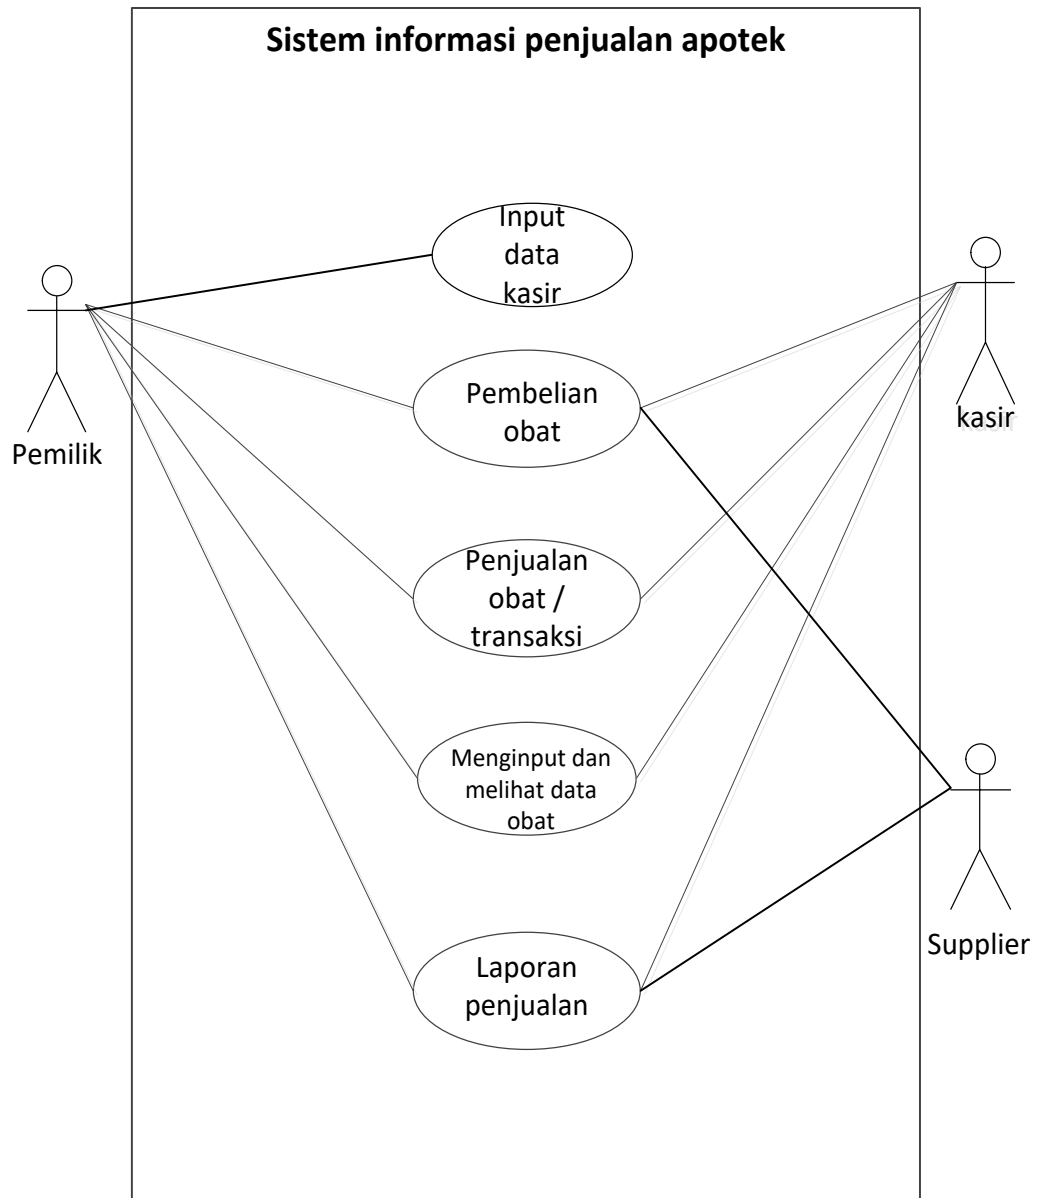 Sistem informasi penjualan apotek
Input
data
kasir
Pembelian
obat
Penjualan
obat /
transaksi
Menginput dan
melihat data
obat
Laporan
penjualan
Pemilik
kasir
Supplier